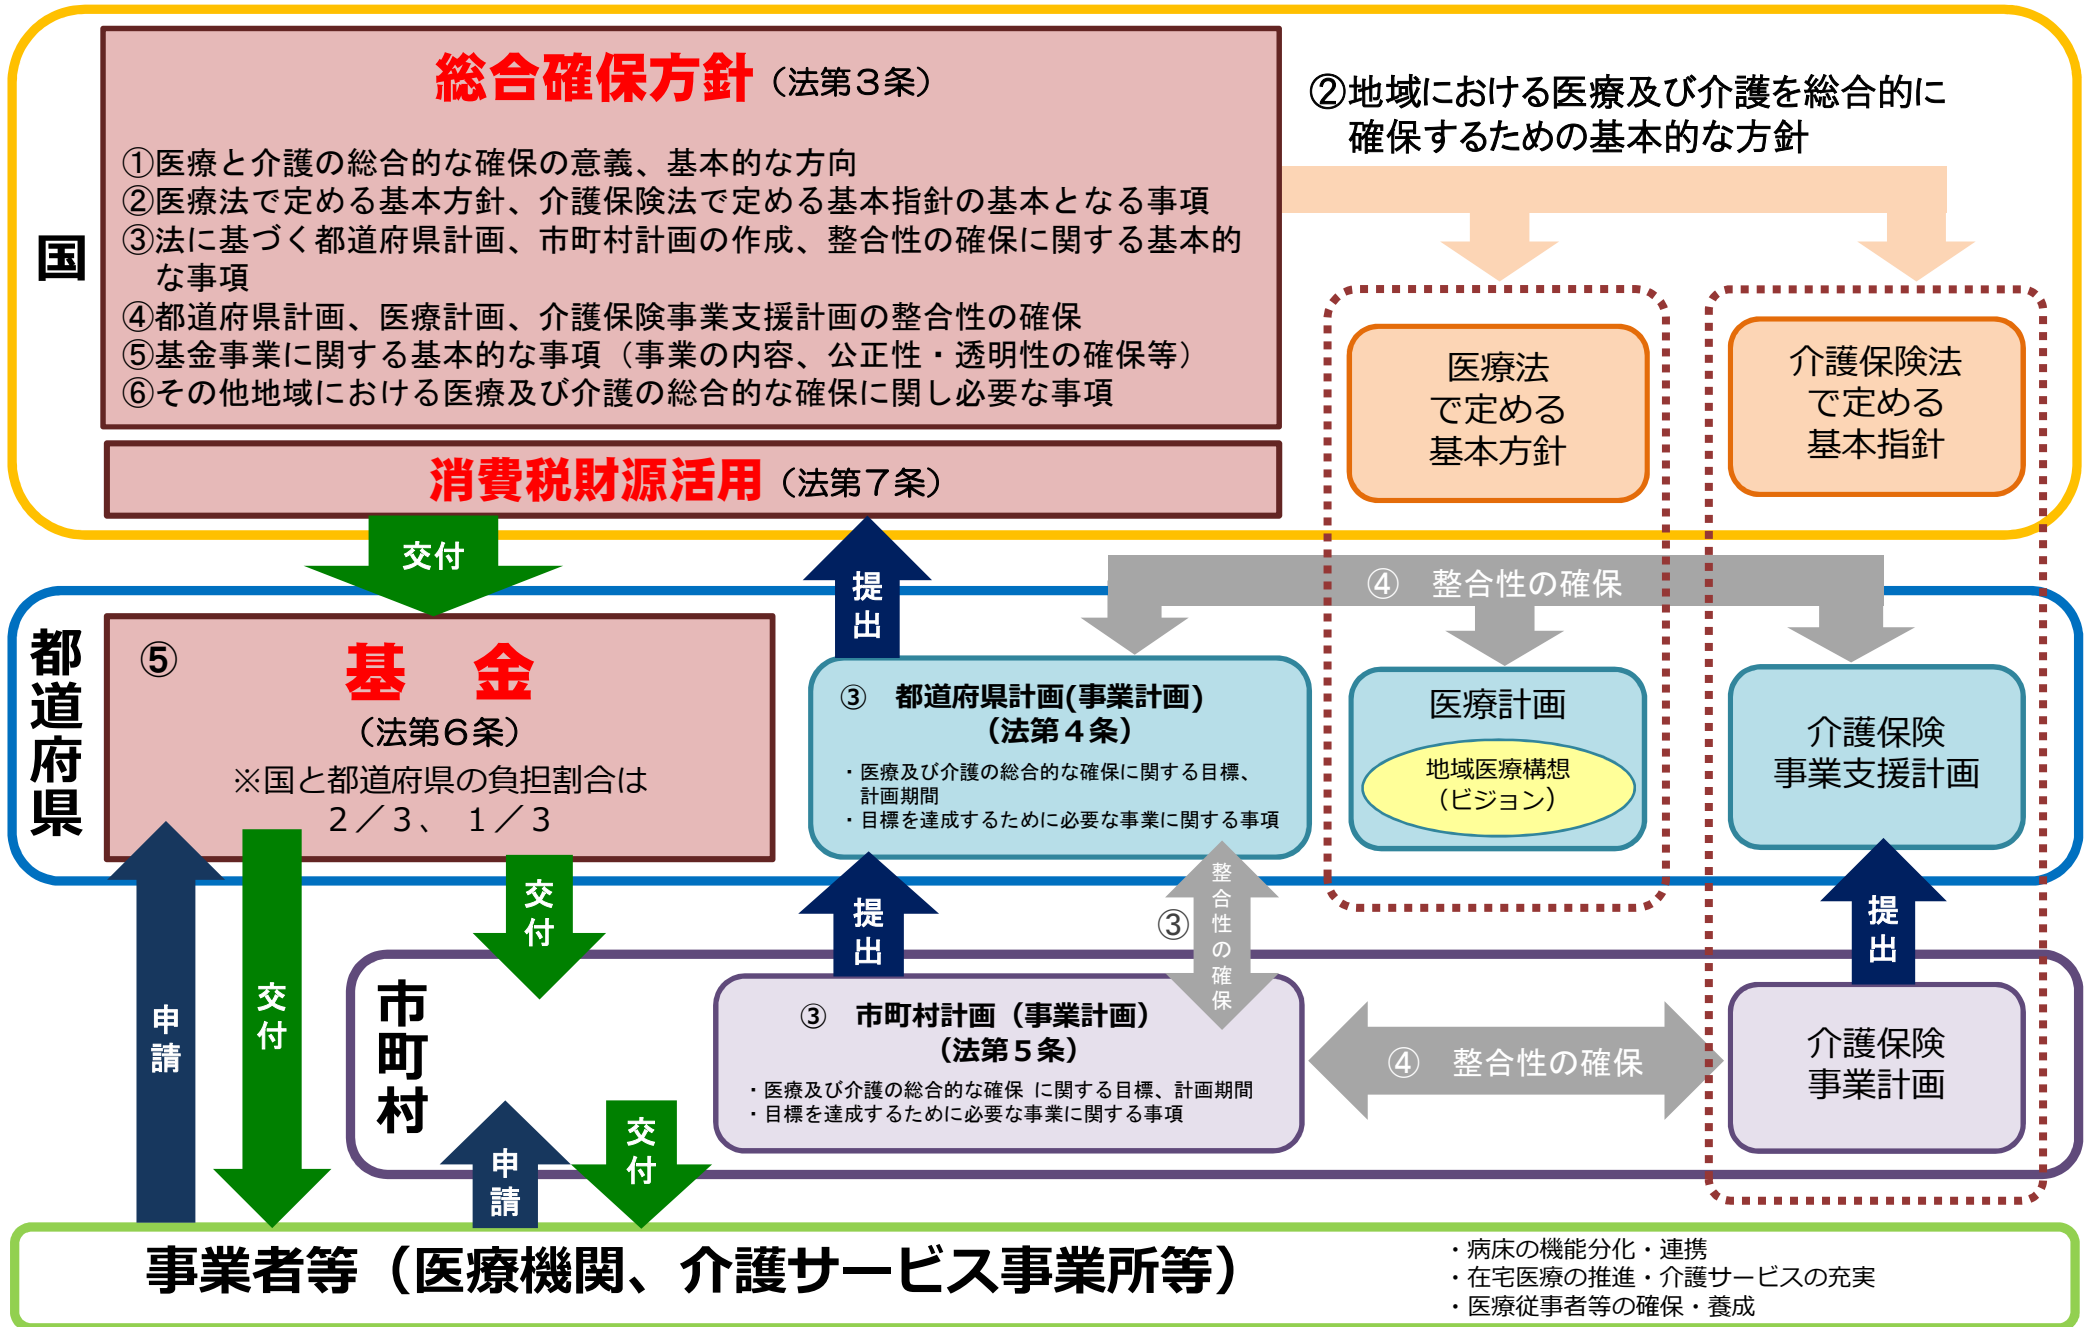 国
総合確保方針（法第３条）
①医療と介護の総合的な確保の意義、基本的な方向
②医療法で定める基本方針、介護保険法で定める基本指針の基本となる事項
③法に基づく都道府県計画、市町村計画の作成、整合性の確保に関する基本的
な事項
④都道府県計画、医療計画、介護保険事業支援計画の整合性の確保
⑤基金事業に関する基本的な事項（事業の内容、公正性・透明性の確保等）
⑥その他地域における医療及び介護の総合的な確保に関し必要な事項
②地域における医療及び介護を総合的に
確保するための基本的な方針
医療法
で定める
基本方針
介護保険法
で定める
基本指針
消費税財源活用（法第７条）
交付
提出
④　整合性の確保
都道府県
⑤
基　金
（法第６条）
※国と都道府県の負担割合は
２／３、１／３
③　都道府県計画(事業計画)
（法第４条）
・医療及び介護の総合的な確保に関する目標、
計画期間
・目標を達成するために必要な事業に関する事項
医療計画
地域医療構想
（ビジョン）
介護保険
事業支援計画
申請
交付
交付
提出
③
整合性の確保
提出
市町村
③　市町村計画（事業計画）
（法第５条）
・医療及び介護の総合的な確保 に関する目標、計画期間
・目標を達成するために必要な事業に関する事項
④　整合性の確保
介護保険
事業計画
申請
交付
事業者等（医療機関、介護サービス事業所等）
・病床の機能分化・連携
・在宅医療の推進・介護サービスの充実
・医療従事者等の確保・養成